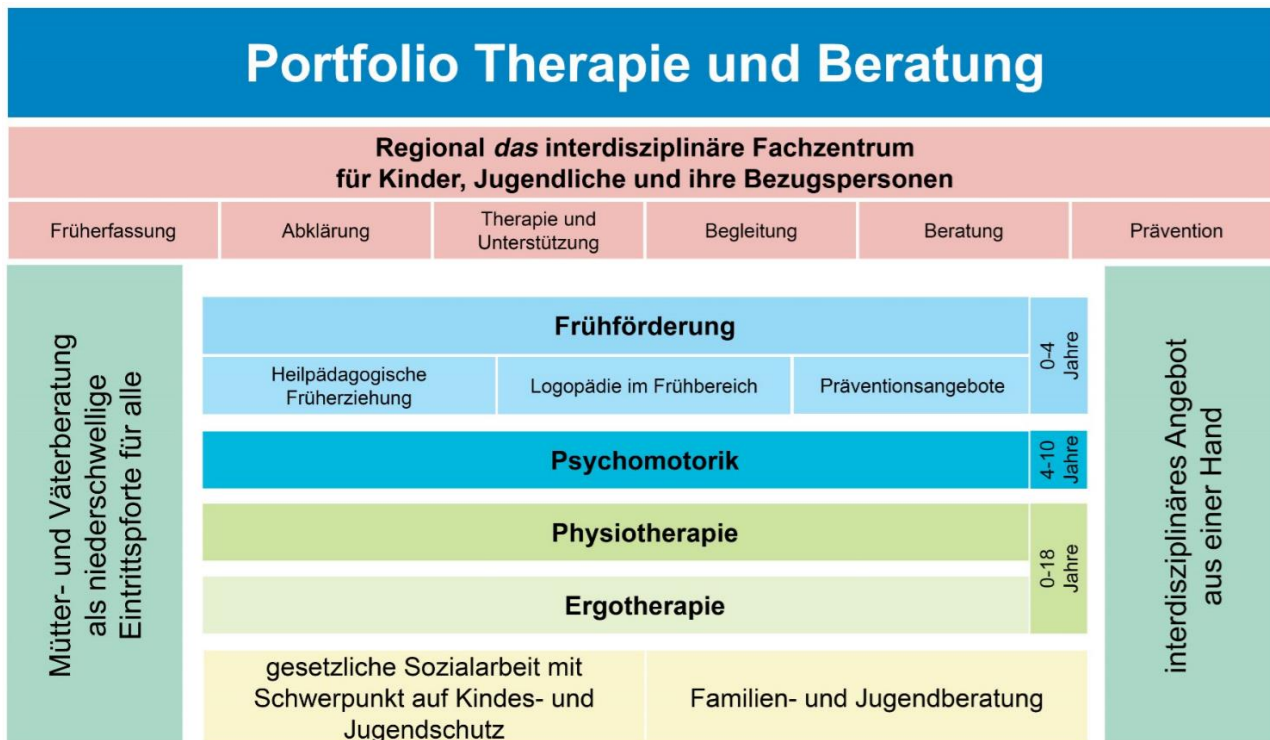 Portfolio Therapie und Beratung
Regional das interdisziplinäre Fachzentrum
für Kinder, Jugendliche und ihre Bezugspersonen
Früherfassung
Abklärung
Therapie und
Unterstützung
Begleitung
Beratung
Prävention
Mütter- und Väterberatung
als niederschwellige
Eintrittspforte für alle
Frühförderung
0-4
Jahre
Heilpädagogische
Früherziehung
Logopädie im Frühbereich
Präventionsangebote
Psychomotorik
4-10
Jahre
Physiotherapie
0-18
Jahre
Ergotherapie
gesetzliche Sozialarbeit mit
Schwerpunkt auf Kindes- und
Jugendschutz
Familien- und Jugendberatung
interdisziplinäres Angebot
aus einer Hand